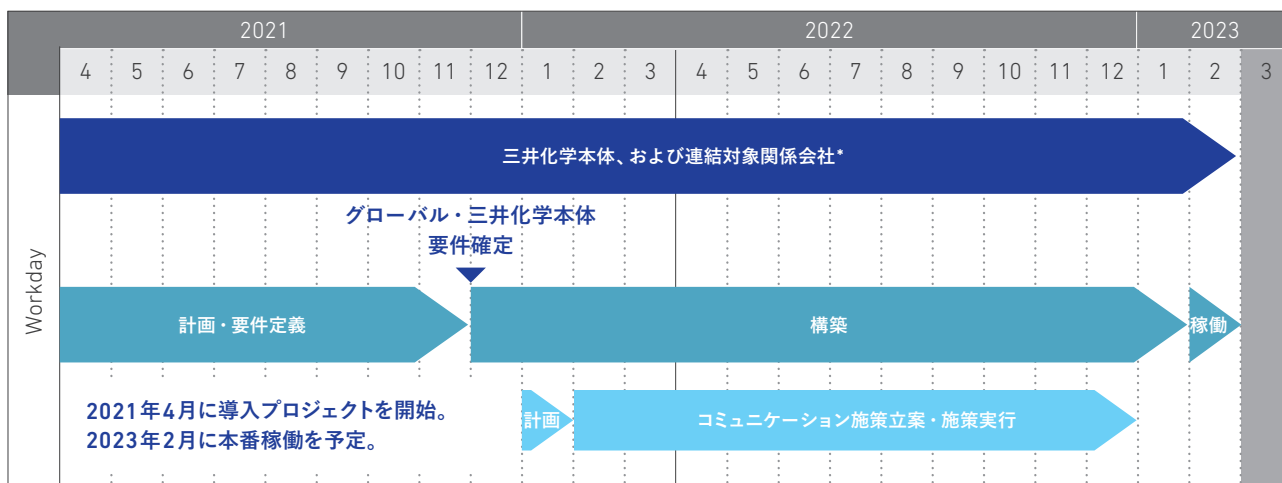 2021 2022 2023
4 5 6 7 8 9 10 11 12 1 2 3 4 5 6 7 8 9 10 11 12 1 2 3
Workday
三井化学本体、および連結対象関係会社*
グローバル・三井化学本体
要件確定
計画・要件定義 構築 稼働
計画 コミュニケーション施策立案・施策実行
2021年4月に導入プロジェクトを開始。
2023年2月に本番稼働を予定。